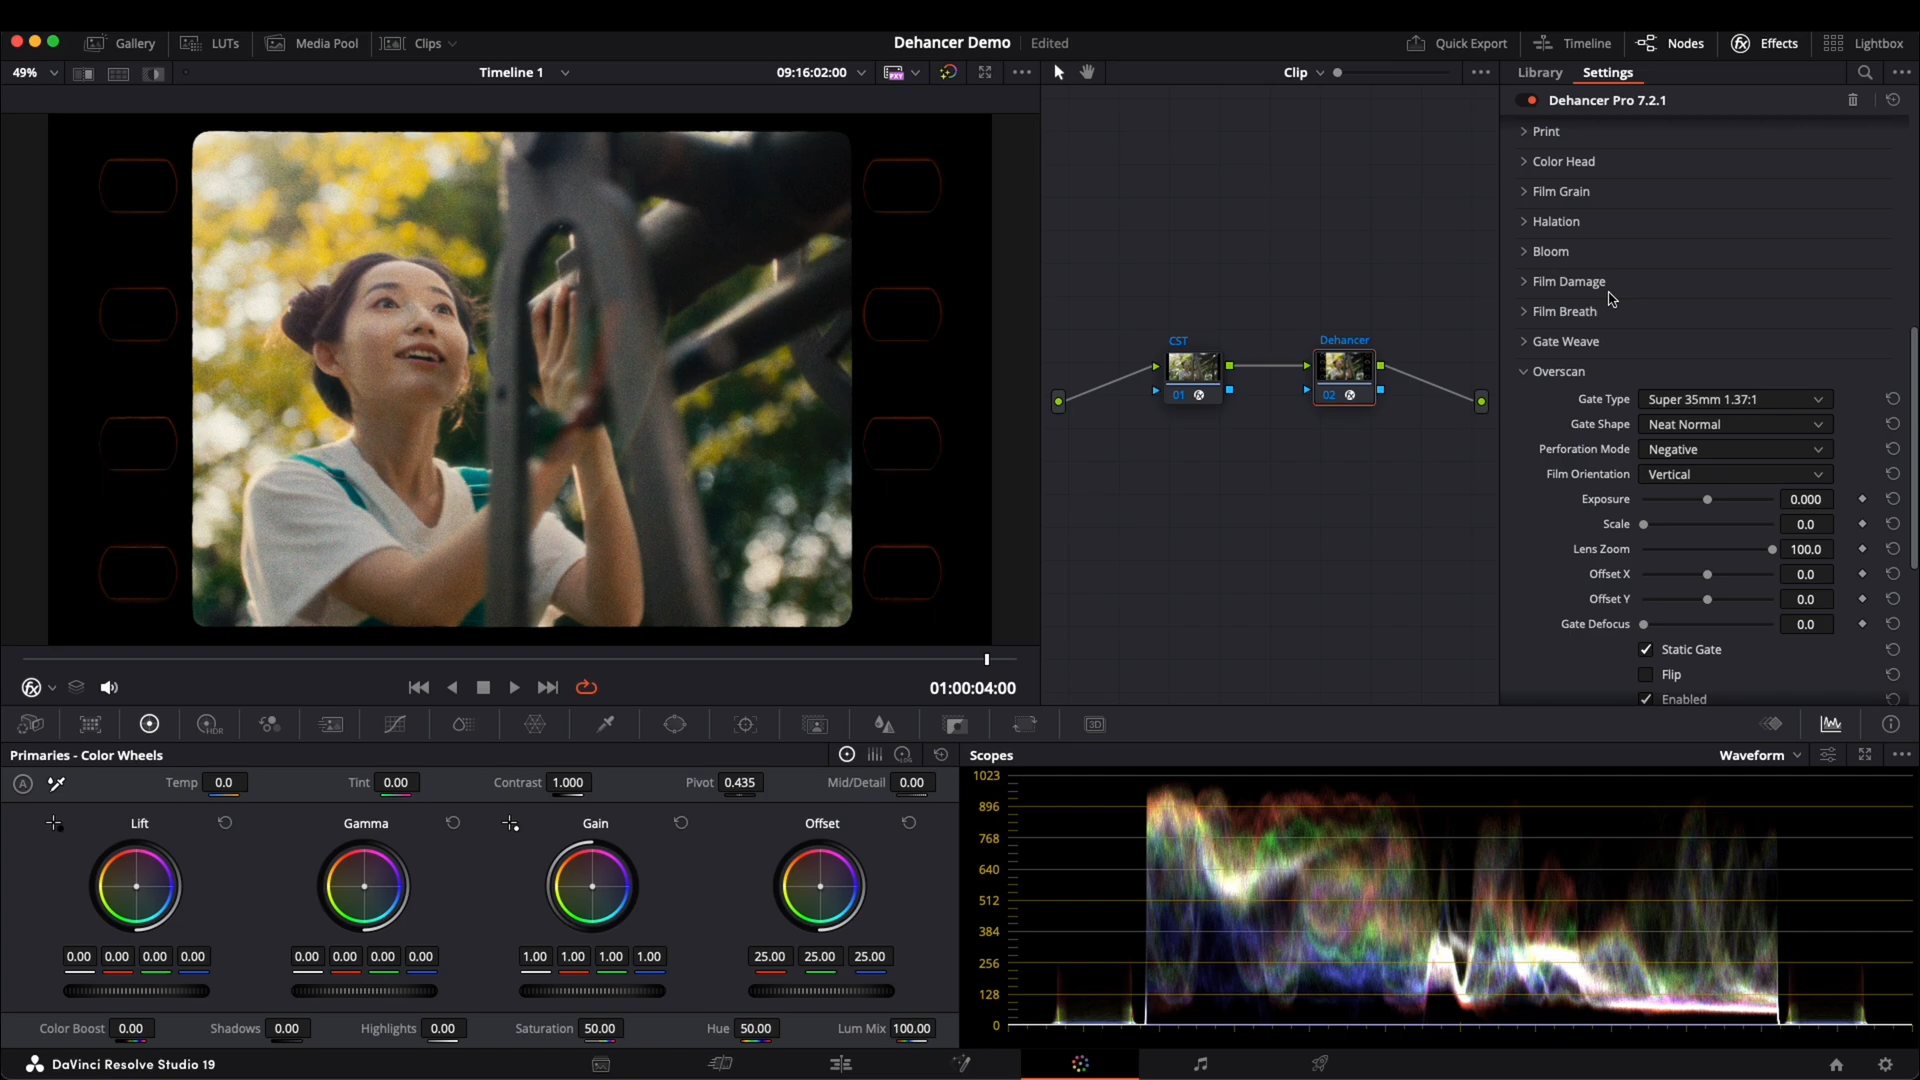 Gallery LUTs Media Pool Clips Dehancer Demo Edited Quick Export Timeline Nodes Effects Lightbox
49% Timeline 1 09:16:02:00 PXY Clip Library Settings
Dehancer Pro 7.2.1
Print
Color Head
Film Grain
Halation
Bloom
Film Damage
Film Breath
Gate Weave
Overscan
Gate Type Super 35mm 1.37:1
Gate Shape Neat Normal
Perforation Mode Negative
Film Orientation Vertical
Exposure 0.000
Scale 0.0
Lens Zoom 100.0
Offset X 0.0
Offset Y 0.0
Gate Defocus 0.0
Static Gate
Flip
Enabled
CST
01
Dehancer
02
01:00:04:00
HDR
3D
Primaries - Color Wheels
LOG
A Temp 0.0 Tint 0.00 Contrast 1.000 Pivot 0.435 Mid/Detail 0.00
Lift Gamma Gain Offset
0.00 0.00 0.00 0.00 0.00 0.00 0.00 0.00 1.00 1.00 1.00 1.00 25.00 25.00 25.00
Color Boost 0.00 Shadows 0.00 Highlights 0.00 Saturation 50.00 Hue 50.00 Lum Mix 100.00
Scopes Waveform
1023
896
768
640
512
384
256
128
0
DaVinci Resolve Studio 19